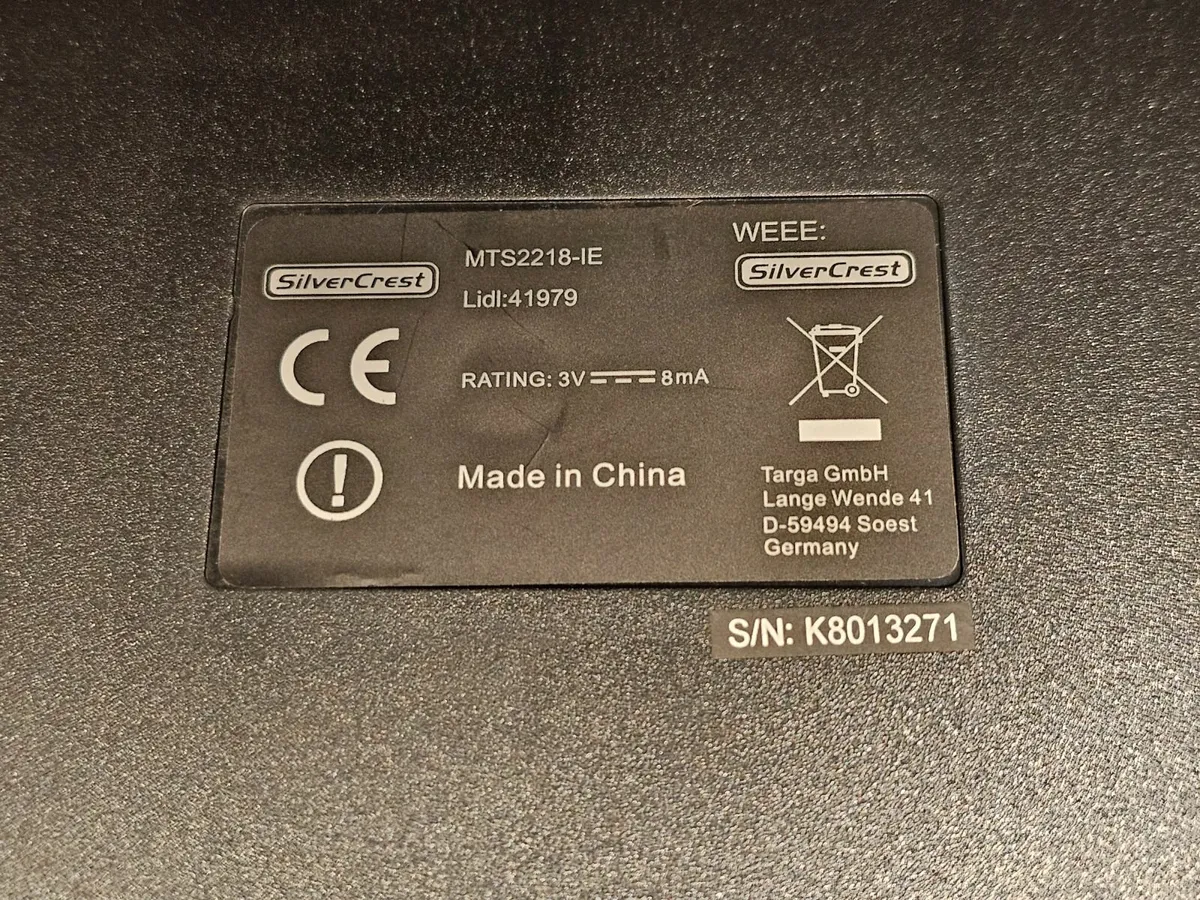 SilverCrest
MTS2218-IE
Lidl:41979
RATING: 3V 8mA
Made in China
WEEE:
SilverCrest
Targa GmbH
Lange Wende 41
D-59494 Soest
Germany
S/N: K8013271